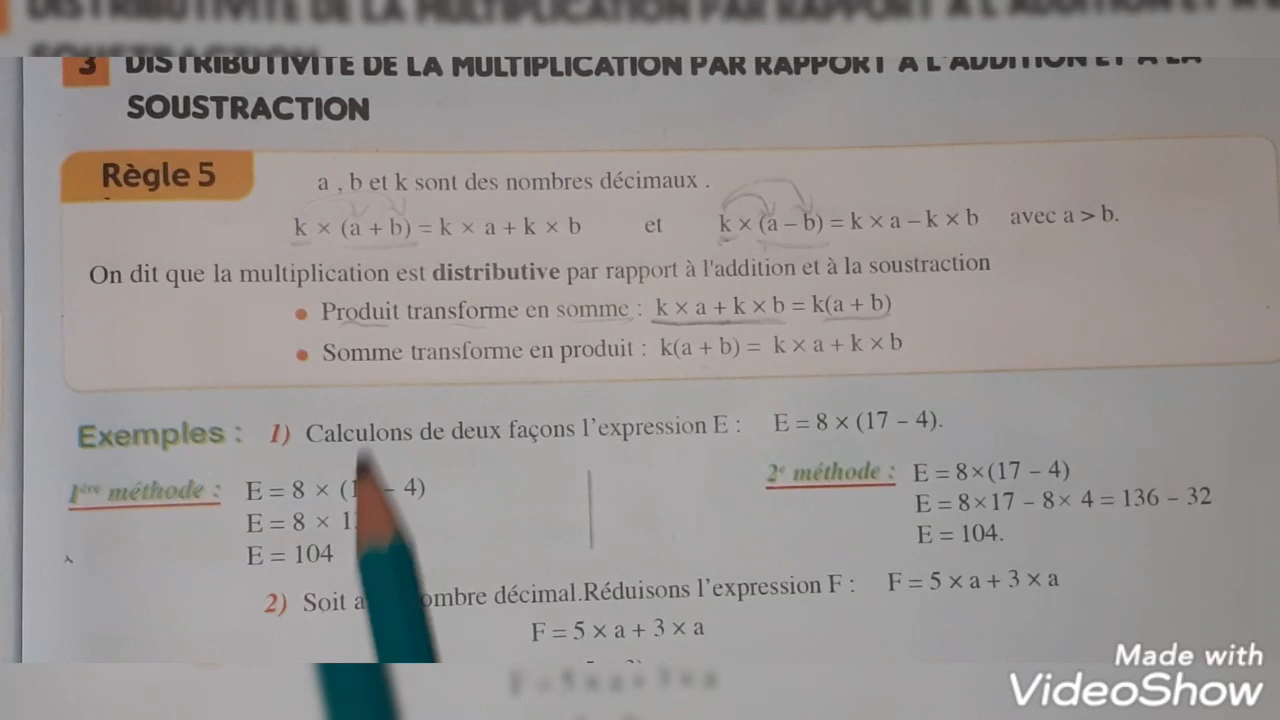 3 DISTRIBUTIVITÉ DE LA MULTIPLICATION PAR RAPPORT À L'ADDITION ET À LA
SOUSTRACTION
Règle 5
a , b et k sont des nombres décimaux .
k × (a + b) = k × a + k × b et k × (a – b) = k × a – k × b avec a > b.
On dit que la multiplication est distributive par rapport à l'addition et à la soustraction
• Produit transforme en somme : k × a + k × b = k(a + b)
• Somme transforme en produit : k(a + b) = k × a + k × b
Exemples : 1) Calculons de deux façons l'expression E : E = 8 × (17 – 4).
1ère méthode : E = 8 × (1 – 4)
E = 8 × 1
E = 104
2e méthode : E = 8×(17 – 4)
E = 8×17 – 8× 4 = 136 – 32
E = 104.
2) Soit a ombre décimal.Réduisons l'expression F : F = 5 × a + 3 × a
F = 5 × a + 3 × a
Made with
VideoShow